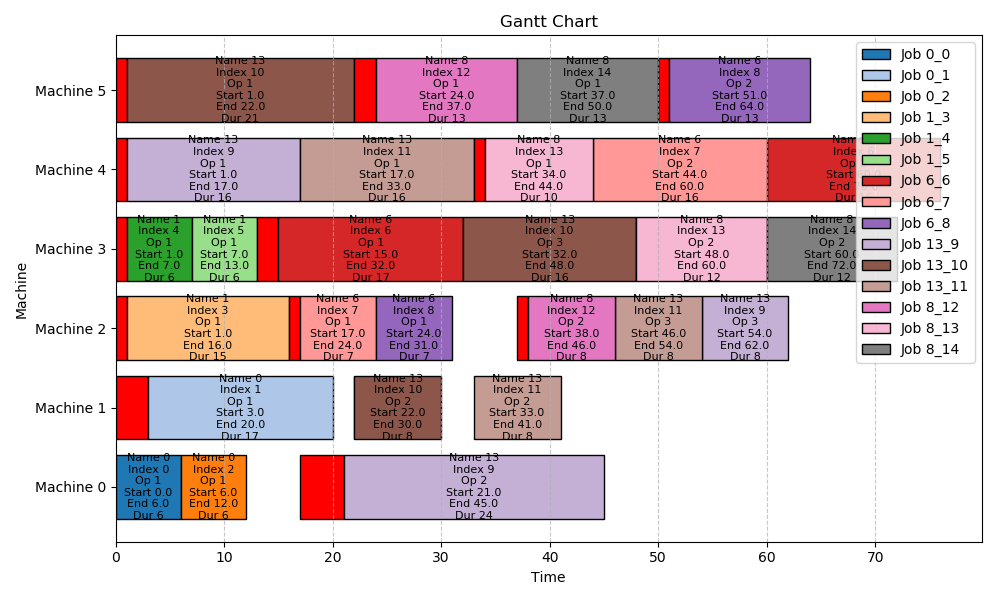 Gantt Chart
Machine
Machine 5
Name 13
Index 10
Op 1
Start 1.0
End 22.0
Dur 21
Name 8
Index 12
Op 1
Start 24.0
End 37.0
Dur 13
Name 8
Index 14
Op 1
Start 37.0
End 50.0
Dur 13
Name 6
Index 8
Op 2
Start 51.0
End 64.0
Dur 13
Machine 4
Name 13
Index 9
Op 1
Start 1.0
End 17.0
Dur 16
Name 13
Index 11
Op 1
Start 17.0
End 33.0
Dur 16
Name 8
Index 13
Op 1
Start 34.0
End 44.0
Dur 10
Name 6
Index 7
Op 2
Start 44.0
End 60.0
Dur 16
Machine 3
Name 1
Index 4
Op 1
Start 1.0
End 7.0
Dur 6
Name 1
Index 5
Op 1
Start 7.0
End 13.0
Dur 6
Name 6
Index 6
Op 1
Start 15.0
End 32.0
Dur 17
Name 13
Index 10
Op 3
Start 32.0
End 48.0
Dur 16
Name 8
Index 13
Op 2
Start 48.0
End 60.0
Dur 12
Name 8
Index 14
Op 2
Start 60.0
End 72.0
Dur 12
Machine 2
Name 1
Index 3
Op 1
Start 1.0
End 16.0
Dur 15
Name 6
Index 7
Op 1
Start 17.0
End 24.0
Dur 7
Name 6
Index 8
Op 1
Start 24.0
End 31.0
Dur 7
Name 8
Index 12
Op 2
Start 38.0
End 46.0
Dur 8
Name 13
Index 11
Op 3
Start 46.0
End 54.0
Dur 8
Name 13
Index 9
Op 3
Start 54.0
End 62.0
Dur 8
Machine 1
Name 0
Index 1
Op 1
Start 3.0
End 20.0
Dur 17
Name 13
Index 10
Op 2
Start 22.0
End 30.0
Dur 8
Name 13
Index 11
Op 2
Start 33.0
End 41.0
Dur 8
Machine 0
Name 0
Index 0
Op 1
Start 0.0
End 6.0
Dur 6
Name 0
Index 2
Op 1
Start 6.0
End 12.0
Dur 6
Name 13
Index 9
Op 2
Start 21.0
End 45.0
Dur 24
0 10 20 30 40 50 60 70
Time
Job 0_0
Job 0_1
Job 0_2
Job 1_3
Job 1_4
Job 1_5
Job 6_6
Job 6_7
Job 6_8
Job 13_9
Job 13_10
Job 13_11
Job 8_12
Job 8_13
Job 8_14